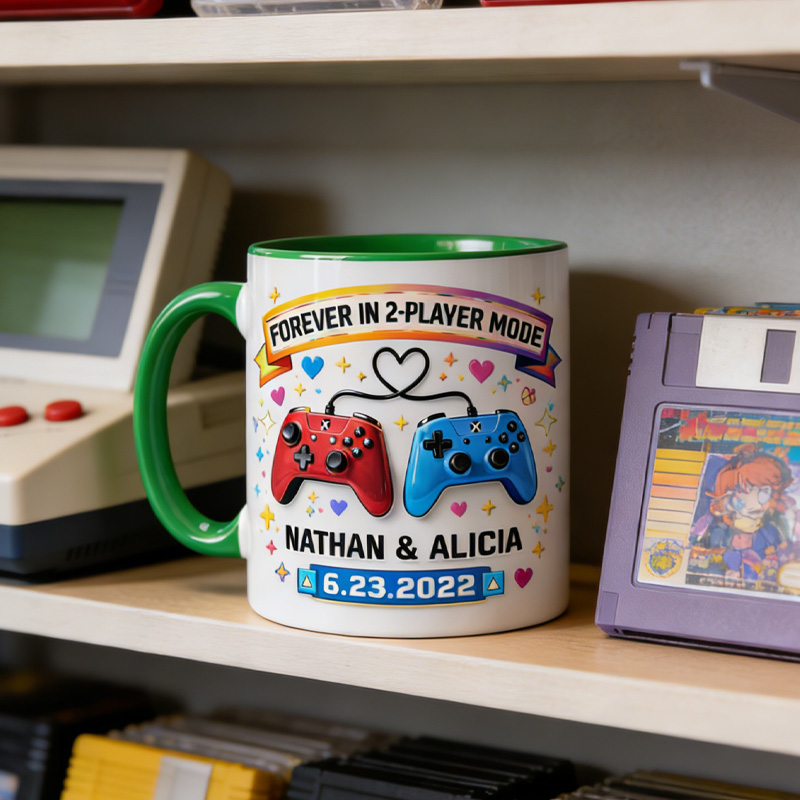 FOREVER IN 2-PLAYER MODE
NATHAN & ALICIA
6.23.2022